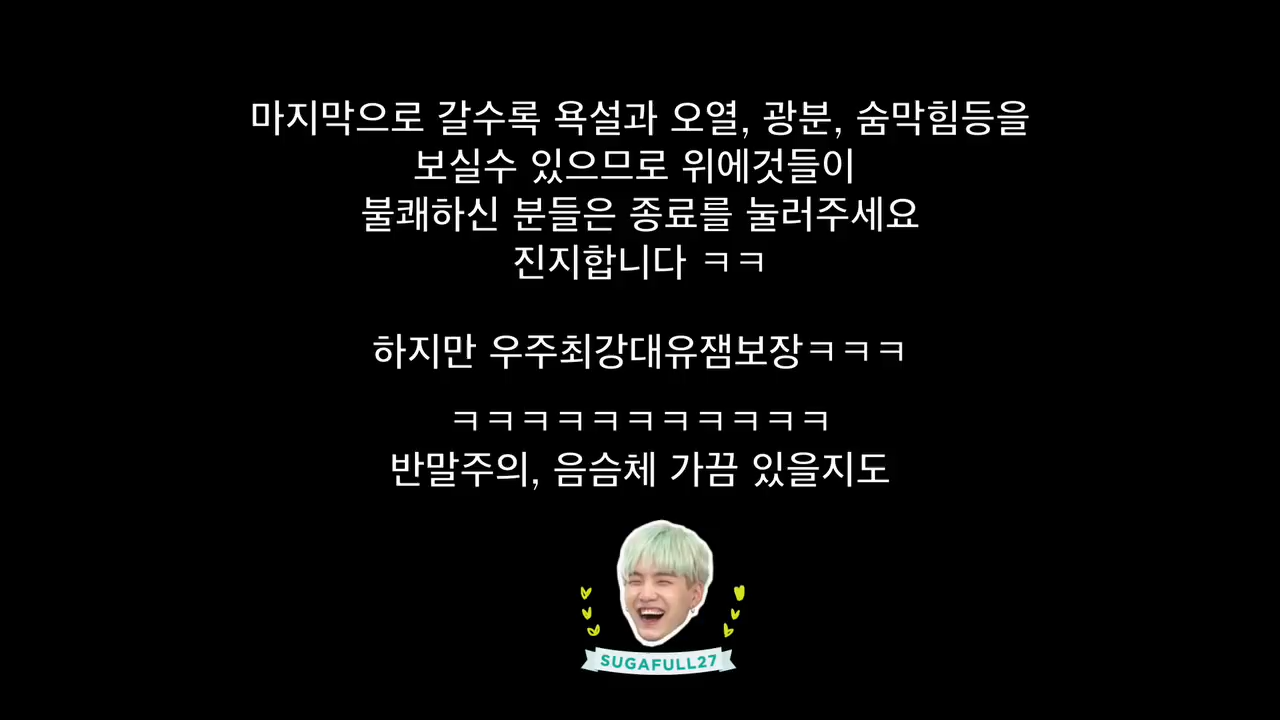 마지막으로 갈수록 욕설과 오열, 광분, 숨막힘등을
보실수 있으므로 위에것들이
불쾌하신 분들은 종료를 눌러주세요
진지합니다 ㅋㅋ
하지만 우주최강대유잼보장ㅋㅋㅋ
ㅋㅋㅋㅋㅋㅋㅋㅋㅋㅋㅋ
반말주의, 음슴체 가끔 있을지도
SUGAFULL27